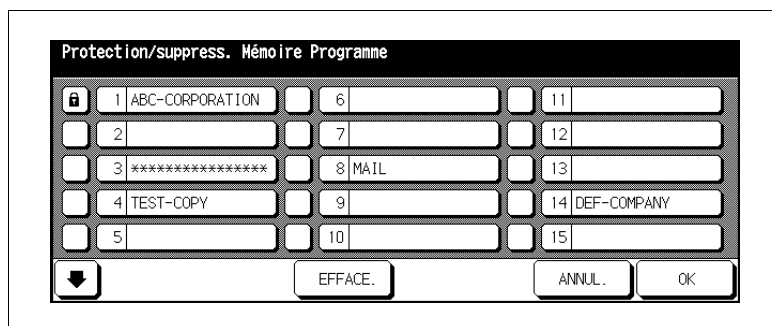 Protection/suppress. Mémoire Programme
1 ABC-CORPORATION 6 11
2 7 12
3 **************** 8 MAIL 13
4 TEST-COPY 9 14 DEF-COMPANY
5 10 15
EFFACE. ANNUL. OK